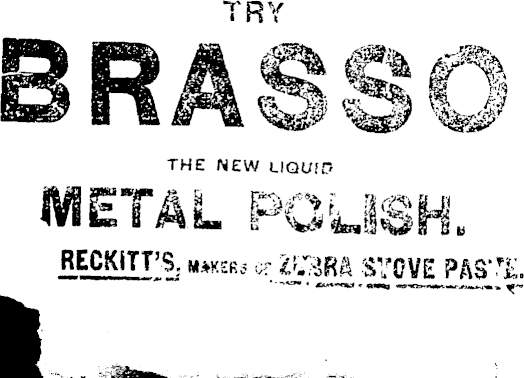 TRY
BRASSO
THE NEW LIQUID
METAL POLISH.
RECKITT'S, MAKERS OF ZEBRA STOVE PASTE.